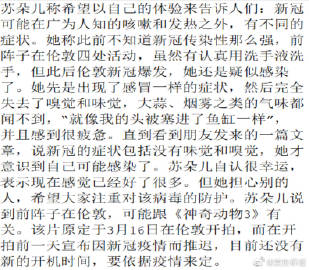 苏朵儿称希望以自己的体验来告诉人们：新冠
可能在广为人知的咳嗽和发热之外，有不同的
症状。她称此前不知道新冠传染性那么强，前
阵子在伦敦四处活动，虽然有认真用洗手液洗
手，但此后伦敦新冠爆发，她还是疑似感染
了。她先是出现了感冒一样的症状，然后完全
失去了嗅觉和味觉，大蒜、烟雾之类的气味都
闻不到，“就像我的头被塞进了鱼缸一样”，
并且感到很疲惫。直到看到朋友发来的一篇文
章，说新冠的症状包括没有味觉和嗅觉，她才
意识到自己可能感染了。苏朵儿自认很幸运，
表示现在感觉已经好了很多。但她担心别的
人，希望大家注重对该病毒的防护。苏朵儿说
到前阵子在伦敦，可能跟《神奇动物3》有
关。该片原定于3月16日在伦敦开拍，而在开
拍前一天宣布因新冠疫情而推迟，目前还没有
新的开机时间，要依据疫情来定。